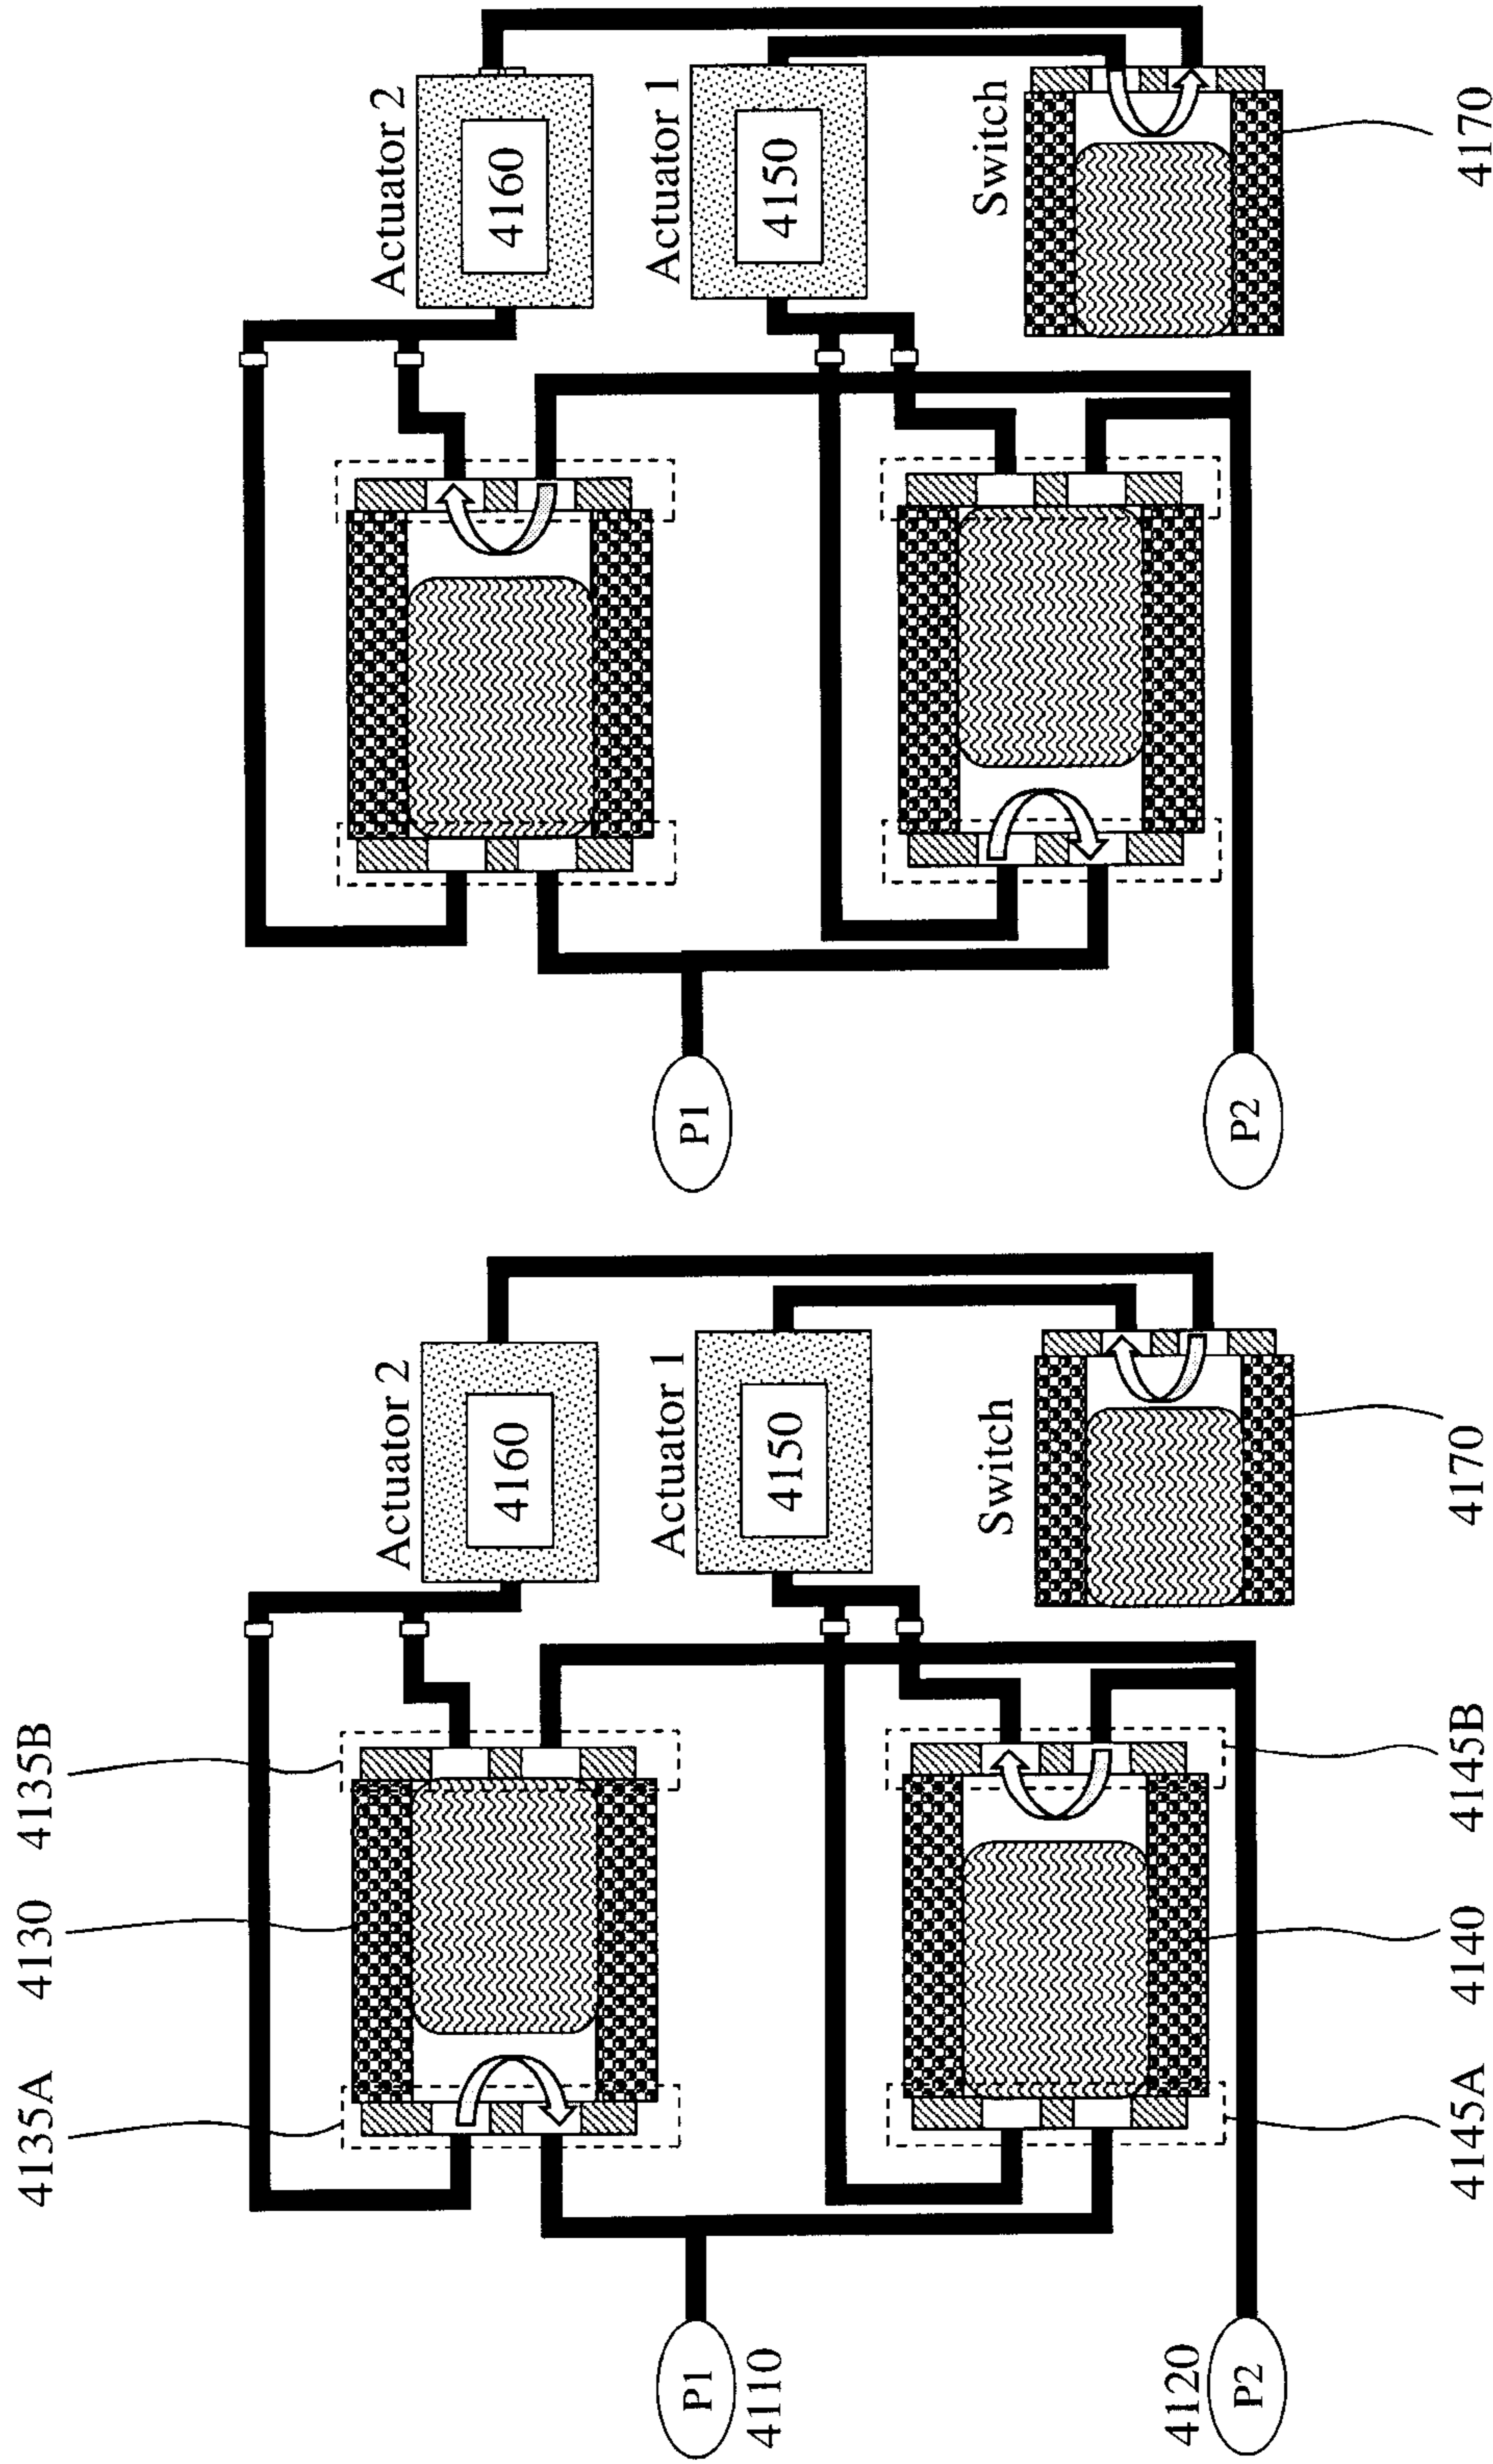 4135A
4130
4135B
Actuator 2
4160
Actuator 1
4150
Switch
P1
4110
4120
P2
4145A
4140
4145B
4170
Actuator 2
4160
Actuator 1
4150
Switch
P1
P2
4170